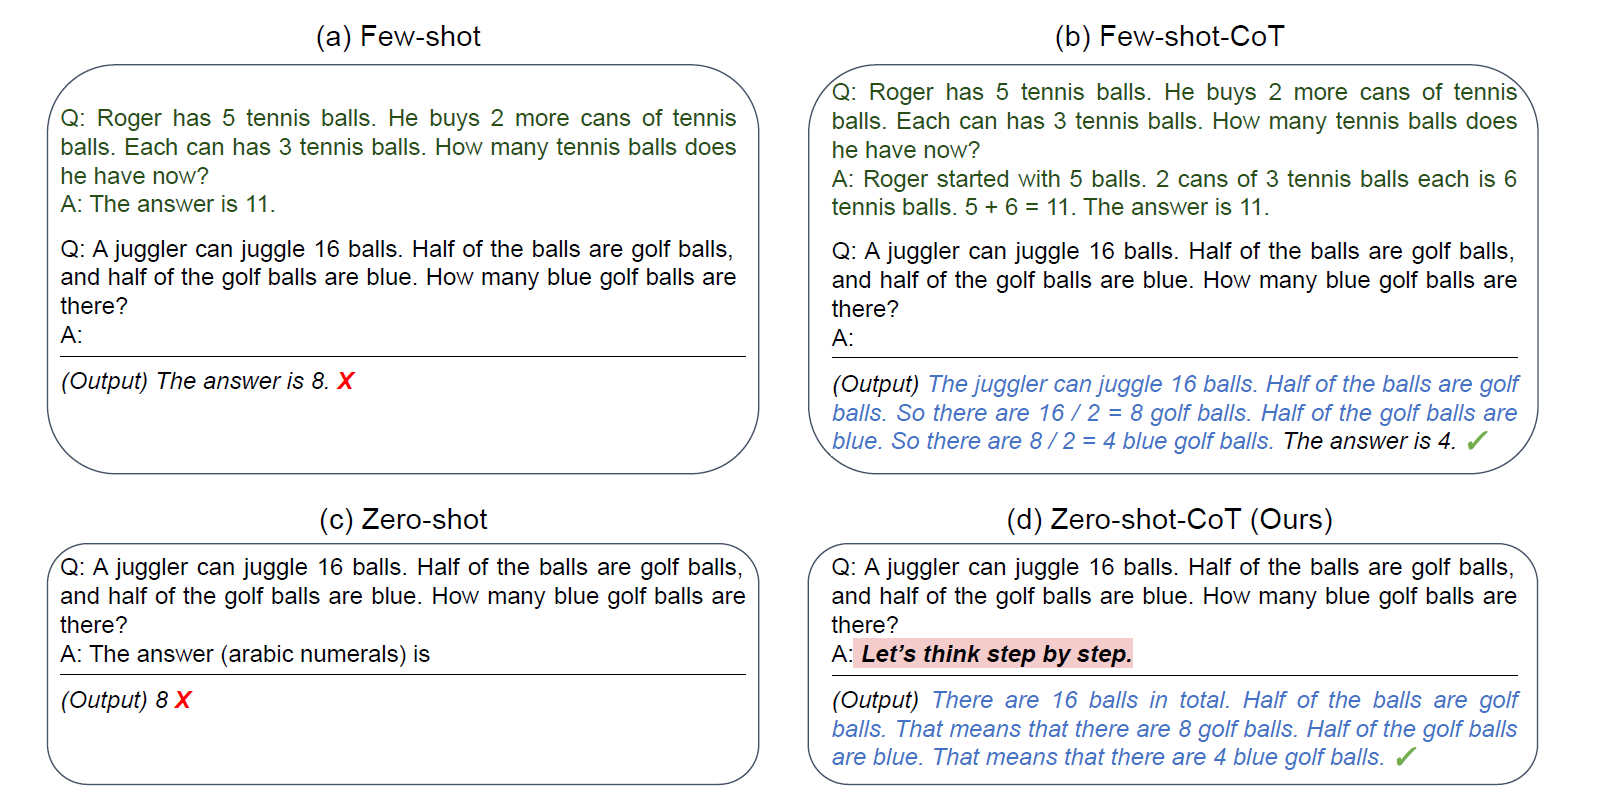 (a) Few-shot
Q: Roger has 5 tennis balls. He buys 2 more cans of tennis
balls. Each can has 3 tennis balls. How many tennis balls does
he have now?
A: The answer is 11.
Q: A juggler can juggle 16 balls. Half of the balls are golf balls,
and half of the golf balls are blue. How many blue golf balls are
there?
A:
(Output) The answer is 8. X
(b) Few-shot-CoT
Q: Roger has 5 tennis balls. He buys 2 more cans of tennis
balls. Each can has 3 tennis balls. How many tennis balls does
he have now?
A: Roger started with 5 balls. 2 cans of 3 tennis balls each is 6
tennis balls. 5 + 6 = 11. The answer is 11.
Q: A juggler can juggle 16 balls. Half of the balls are golf balls,
and half of the golf balls are blue. How many blue golf balls are
there?
A:
(Output) The juggler can juggle 16 balls. Half of the balls are golf
balls. So there are 16 / 2 = 8 golf balls. Half of the golf balls are
blue. So there are 8 / 2 = 4 blue golf balls. The answer is 4. ✓
(c) Zero-shot
Q: A juggler can juggle 16 balls. Half of the balls are golf balls,
and half of the golf balls are blue. How many blue golf balls are
there?
A: The answer (arabic numerals) is
(Output) 8 X
(d) Zero-shot-CoT (Ours)
Q: A juggler can juggle 16 balls. Half of the balls are golf balls,
and half of the golf balls are blue. How many blue golf balls are
there?
A: Let's think step by step.
(Output) There are 16 balls in total. Half of the balls are golf
balls. That means that there are 8 golf balls. Half of the golf balls
are blue. That means that there are 4 blue golf balls. ✓